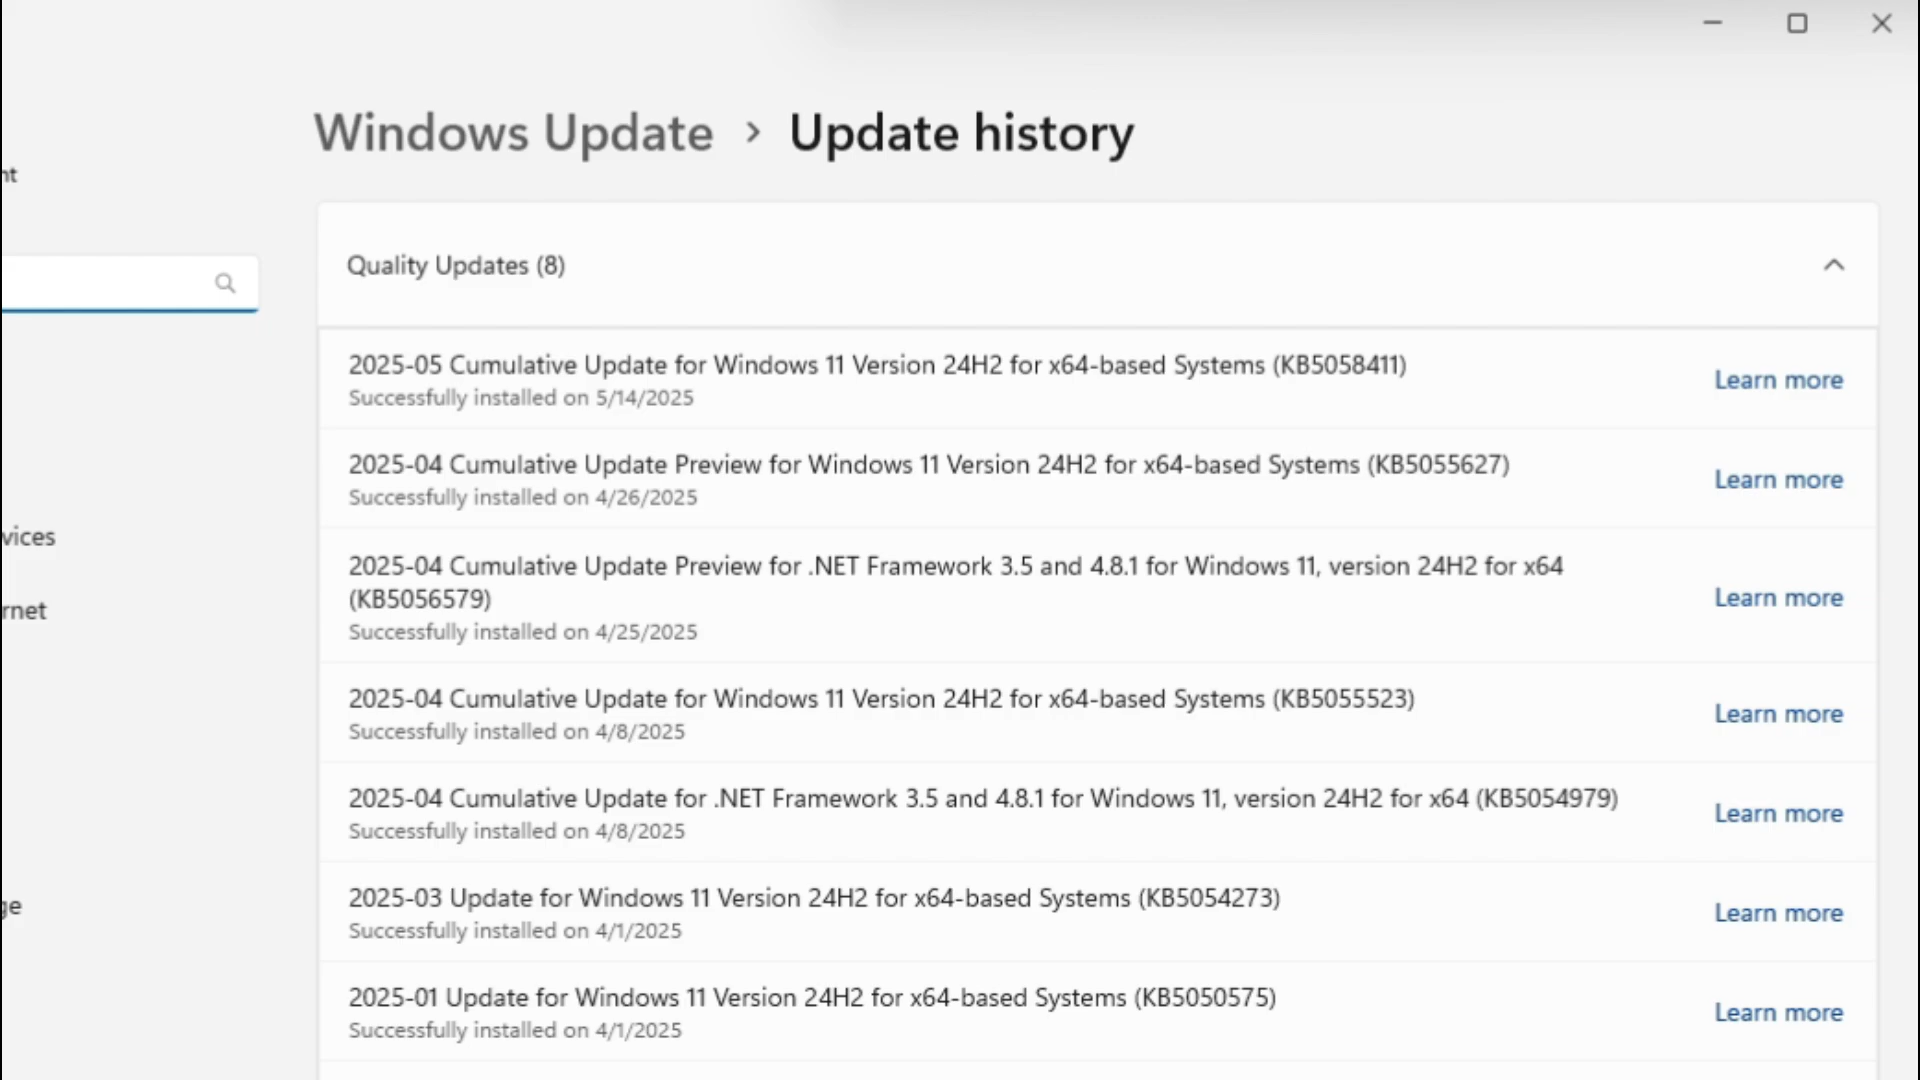 Windows Update > Update history
nt
Quality Updates (8)
2025-05 Cumulative Update for Windows 11 Version 24H2 for x64-based Systems (KB5058411)
Successfully installed on 5/14/2025
Learn more
2025-04 Cumulative Update Preview for Windows 11 Version 24H2 for x64-based Systems (KB5055627)
Successfully installed on 4/26/2025
Learn more
vices
2025-04 Cumulative Update Preview for .NET Framework 3.5 and 4.8.1 for Windows 11, version 24H2 for x64
(KB5056579)
Successfully installed on 4/25/2025
Learn more
rnet
2025-04 Cumulative Update for Windows 11 Version 24H2 for x64-based Systems (KB5055523)
Successfully installed on 4/8/2025
Learn more
2025-04 Cumulative Update for .NET Framework 3.5 and 4.8.1 for Windows 11, version 24H2 for x64 (KB5054979)
Successfully installed on 4/8/2025
Learn more
ge
2025-03 Update for Windows 11 Version 24H2 for x64-based Systems (KB5054273)
Successfully installed on 4/1/2025
Learn more
2025-01 Update for Windows 11 Version 24H2 for x64-based Systems (KB5050575)
Successfully installed on 4/1/2025
Learn more